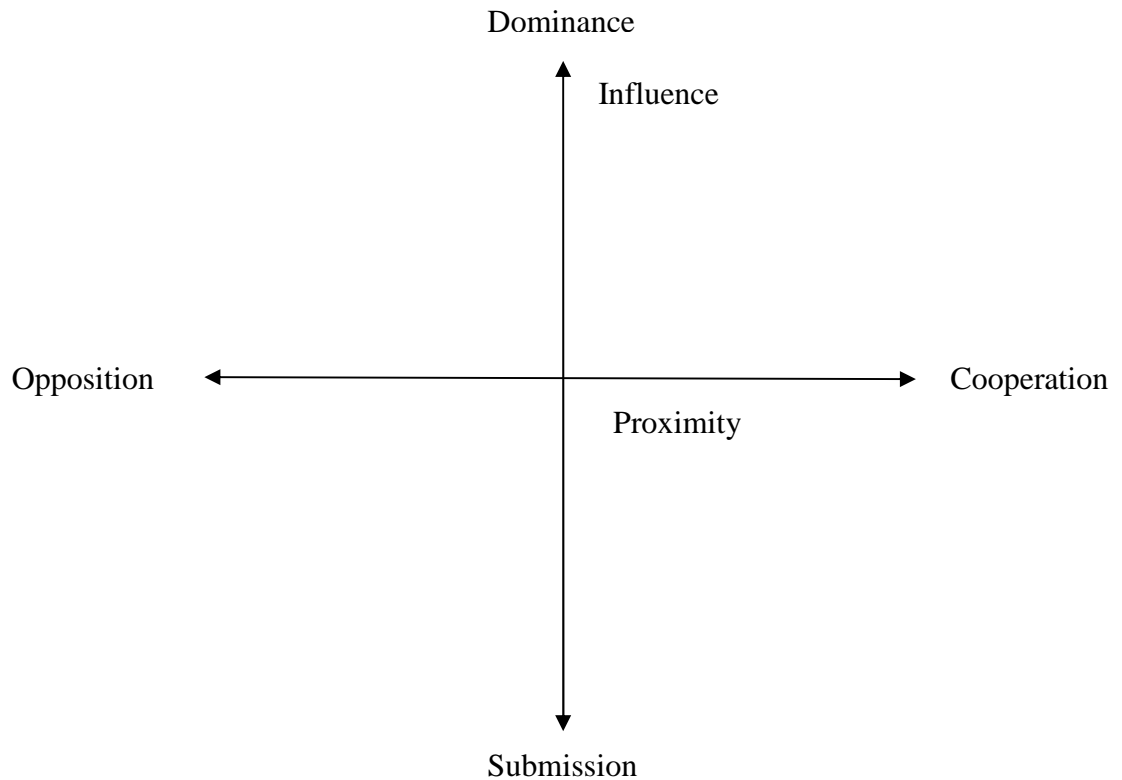 Dominance
Influence
Opposition
Cooperation
Proximity
Submission